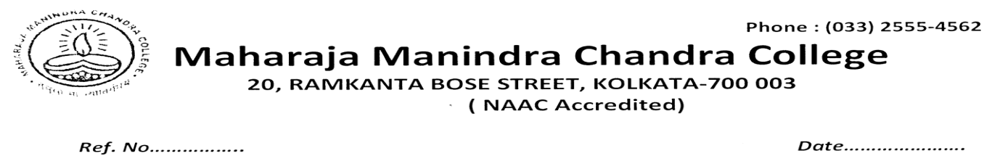 MAHARAJA MANINDRA CHANDRA COLLEGE
Phone : (033) 2555-4562
Maharaja Manindra Chandra College
20, RAMKANTA BOSE STREET, KOLKATA-700 003
( NAAC Accredited)
Ref. No................
Date......................